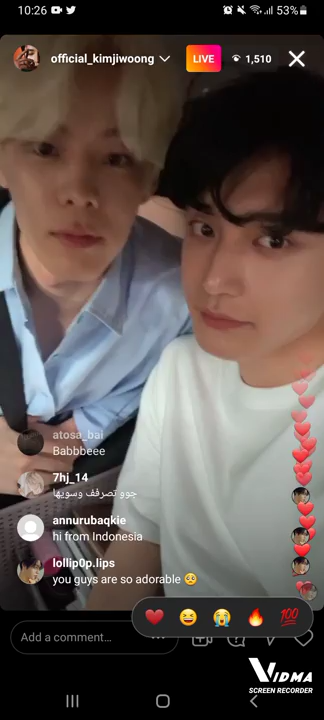 10:26
53%
official_kimjiwoong
LIVE
1,510
atosa_bai
Babbbeee
7hj_14
جوو تصرفف وسويها
annurubaqkie
hi from Indonesia
lollip0p.lips
you guys are so adorable 🥺
❤️ 😆 😭 🔥 💯
Add a comment…
VIDMA
SCREEN RECORDER